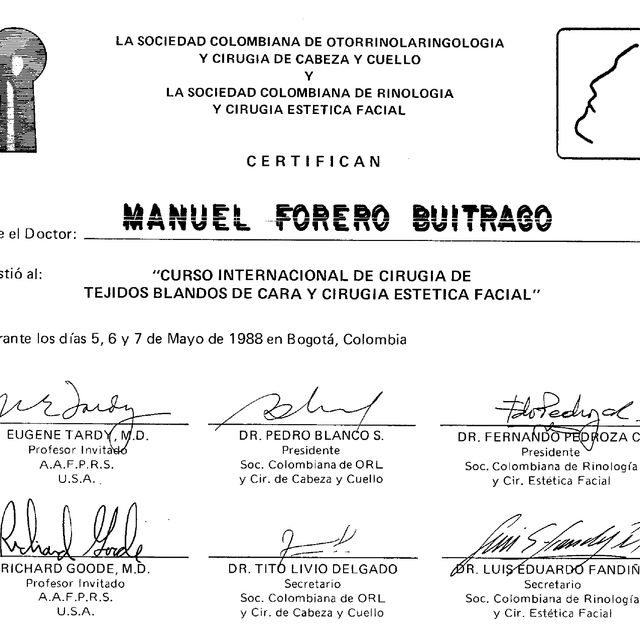 LA SOCIEDAD COLOMBIANA DE OTORRINOLARINGOLOGIA
Y CIRUGIA DE CABEZA Y CUELLO
Y
LA SOCIEDAD COLOMBIANA DE RINOLOGIA
Y CIRUGIA ESTETICA FACIAL
CERTIFICAN
e el Doctor: MANUEL FORERO BUITRAGO
stió al: "CURSO INTERNACIONAL DE CIRUGIA DE
TEJIDOS BLANDOS DE CARA Y CIRUGIA ESTETICA FACIAL"
rante los días 5, 6 y 7 de Mayo de 1988 en Bogotá, Colombia
EUGENE TARDY, M.D.
Profesor Invitado
A.A.F.P.R.S.
U.S.A.
DR. PEDRO BLANCO S.
Presidente
Soc. Colombiana de ORL
y Cir. de Cabeza y Cuello
DR. FERNANDO PEDROZA C
Presidente
Soc. Colombiana de Rinología
y Cir. Estética Facial
Richard Goode
RICHARD GOODE, M.D.
Profesor Invitado
A.A.F.P.R.S.
U.S.A.
DR. TITO LIVIO DELGADO
Secretario
Soc. Colombiana de ORL
y Cir. de Cabeza y Cuello
DR. LUIS EDUARDO FANDIÑ
Secretario
Soc. Colombiana de Rinología
y Cir. Estética Facial